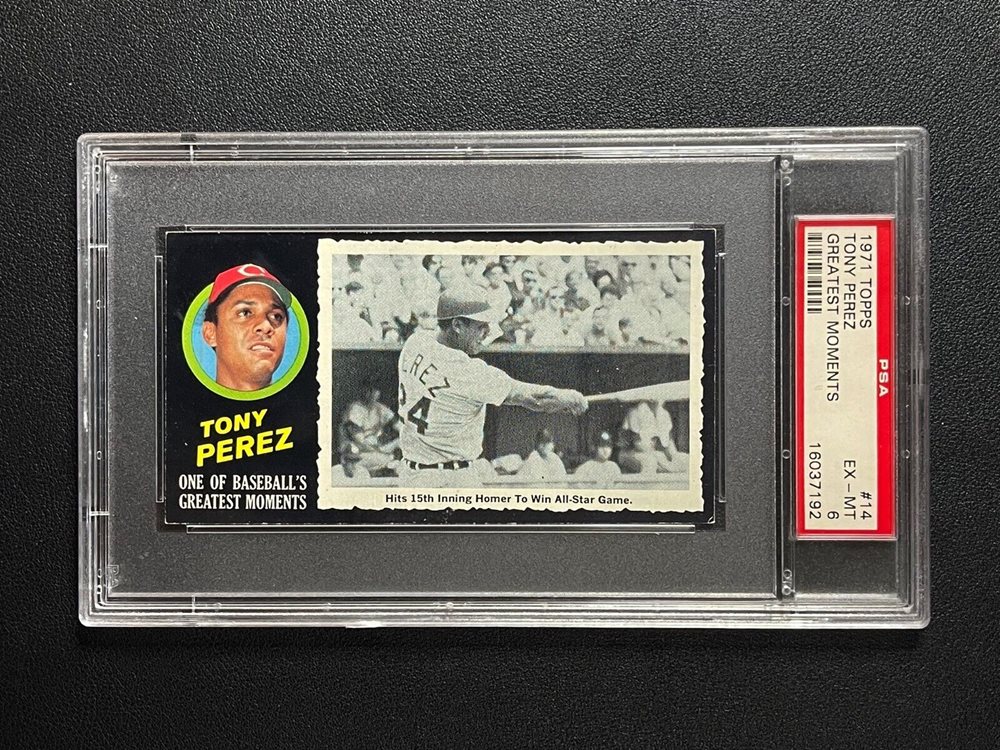 C
TONY
PEREZ
ONE OF BASEBALL'S
GREATEST MOMENTS
REZ
24
Hits 15th Inning Homer To Win All-Star Game.
PSA
1971 TOPPS #14
TONY PEREZ EX - MT
GREATEST MOMENTS 6
16037192